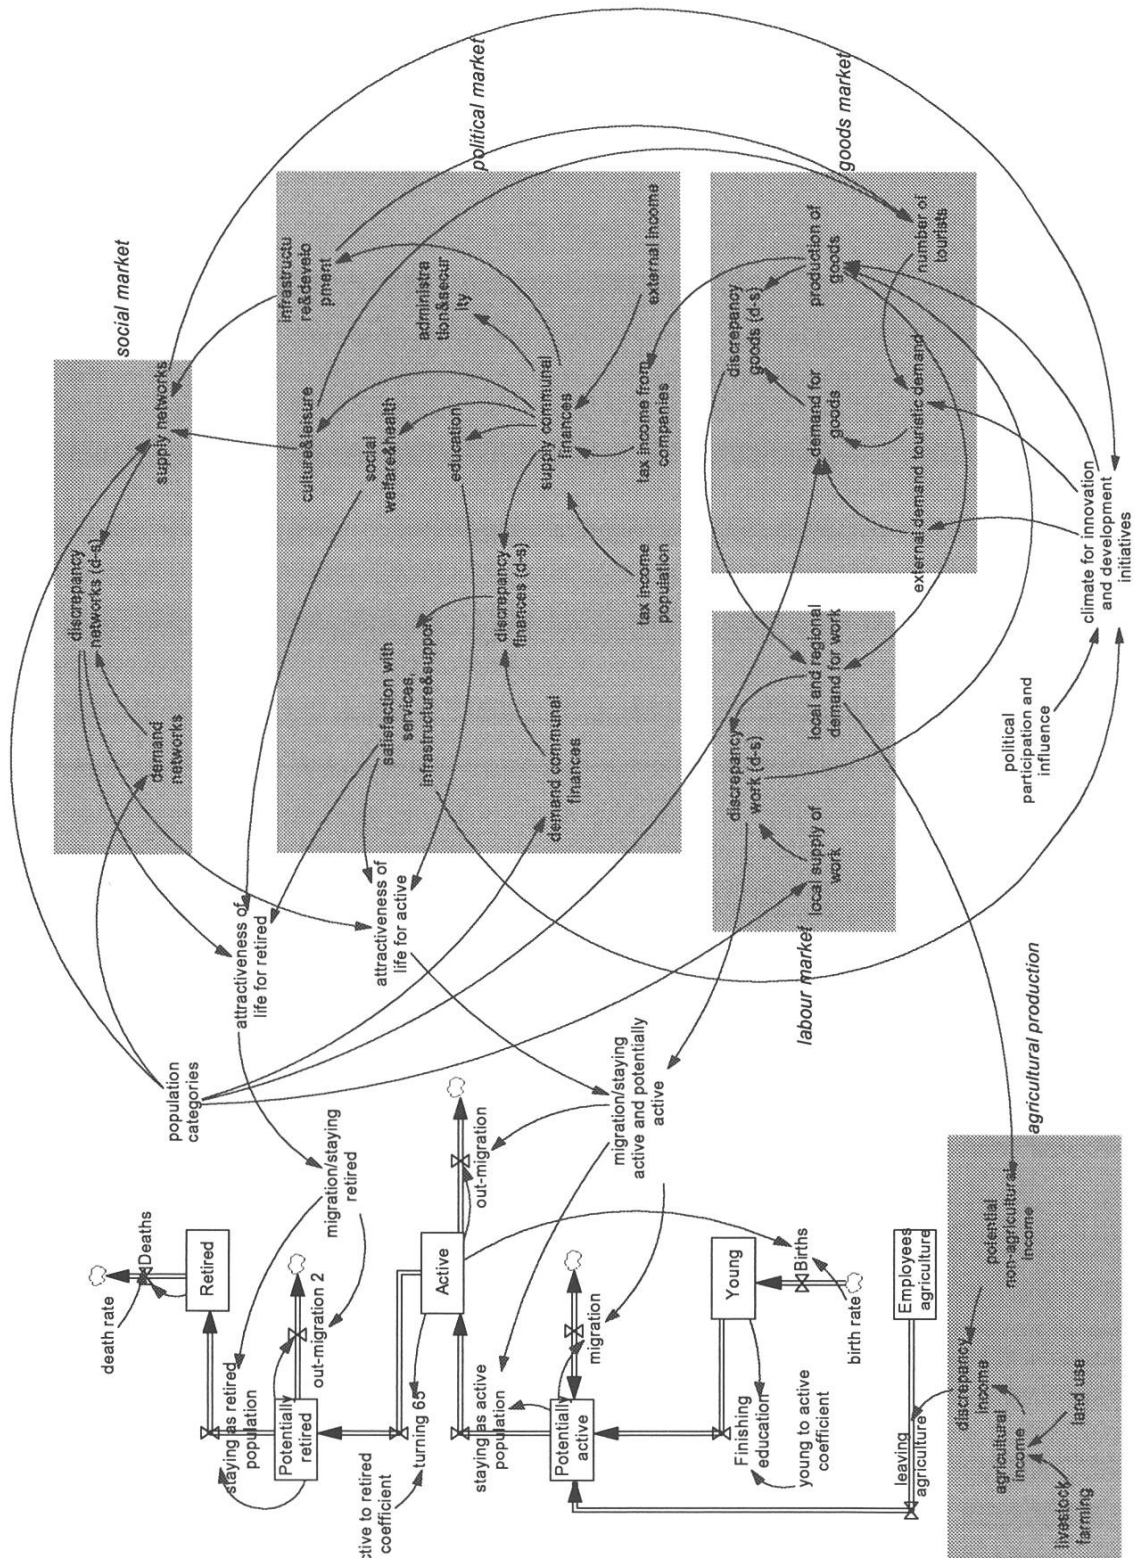 social market
discrepancy
networks (d-s)
supply networks
demand
networks
political market
infrastructu
re&develo
pment
administra
tion&secur
ity
culture&leisure
social
welfare&health
education
supply communal
finances
external income
tax income from
companies
tax income
population
discrepancy
finances (d-s)
satisfaction with
services,
infrastructure&suppor
demand communal
finances
goods market
production of
goods
number of
tourists
discrepancy
goods (d-s)
demand for
goods
touristic demand
external demand
climate for innovation
and development
initiatives
political
participation and
influence
labour market
discrepancy
work (d-s)
local and regional
demand for work
local supply of
work
attractiveness of
life for retired
attractiveness of
life for active
population
categories
migration/staying
retired
migration/staying
active and potentially
active
out-migration
Deaths
death rate
Retired
staying as retired
population
out-migration 2
Potentially
retired
Active
turning 65
ctive to retired
coefficient
staying as active
population
migration
Potentially
active
Young
Births
birth rate
Finishing
education
young to active
coefficient
Employees
agriculture
leaving
agriculture
agricultural production
potential
non-agricultural
income
discrepancy
income
agricultural
income
land use
livestock
farming